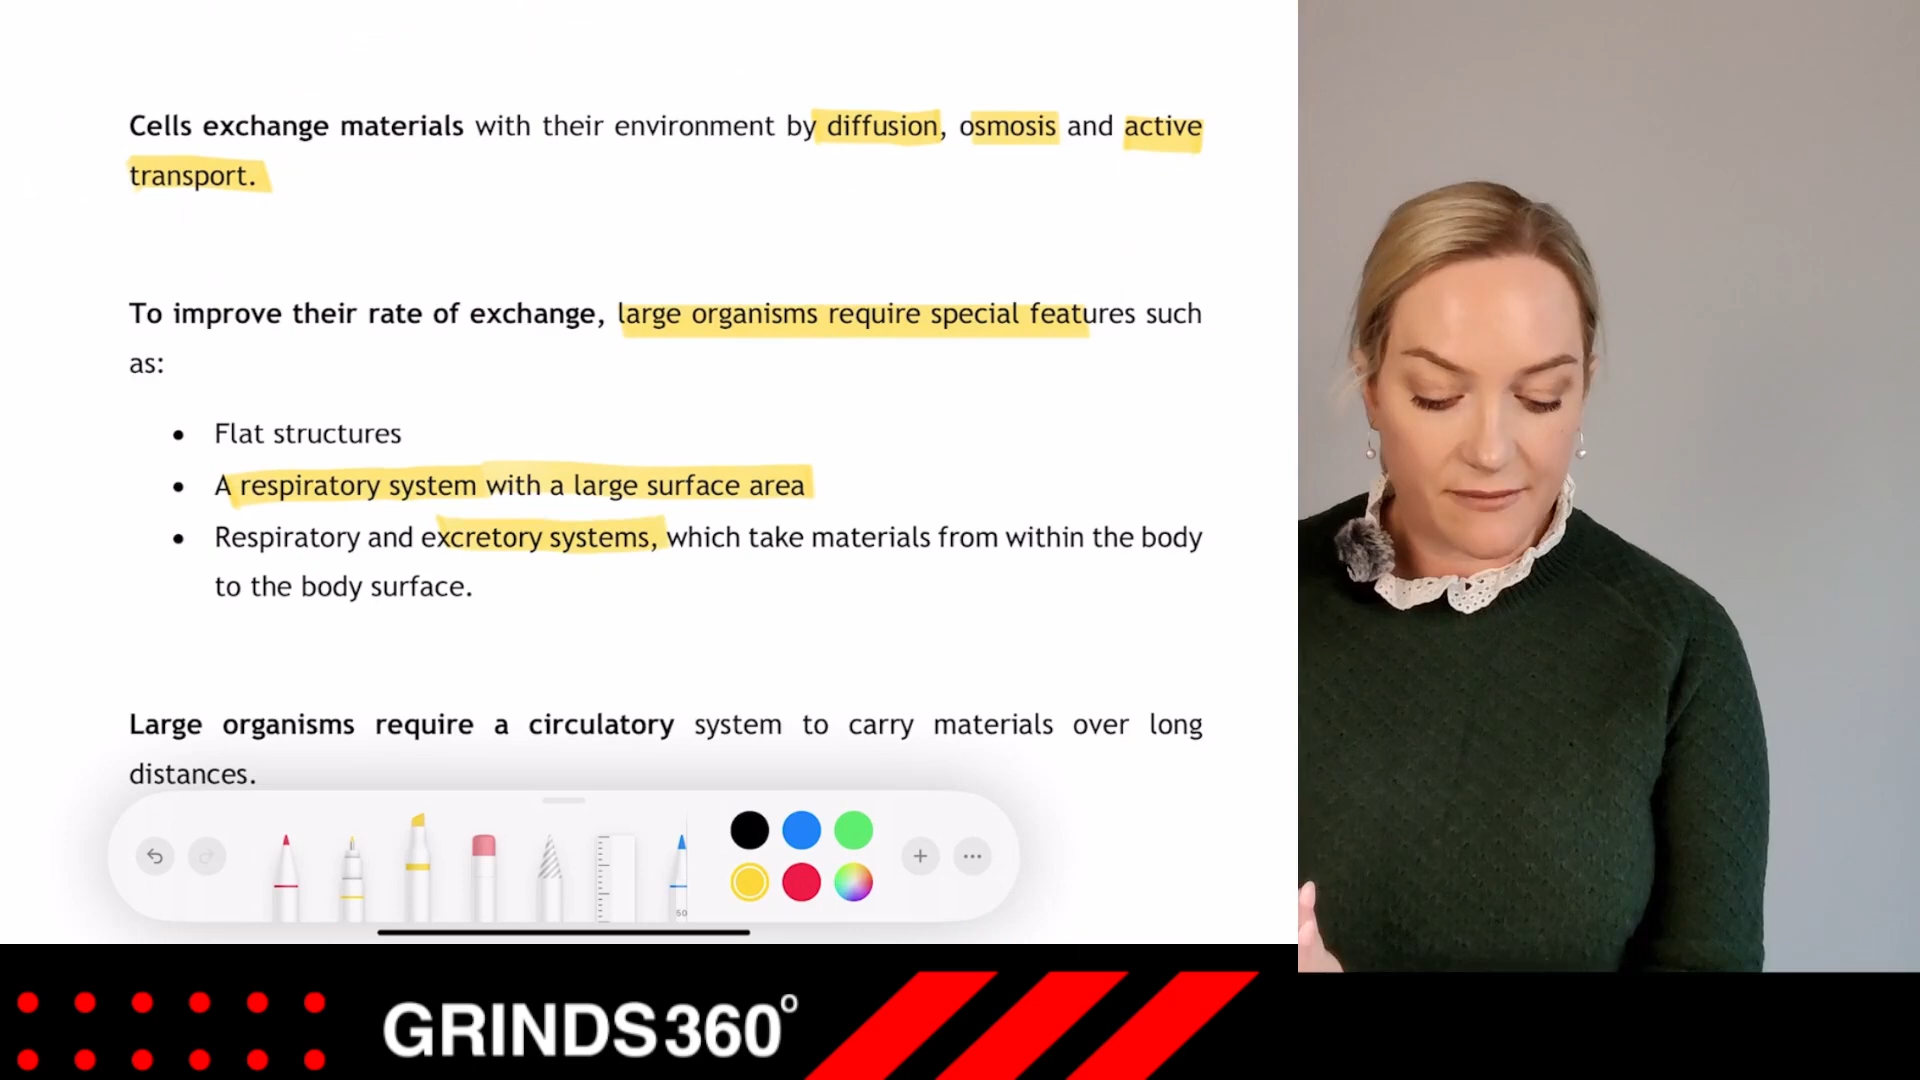 Cells exchange materials with their environment by diffusion, osmosis and active
transport.
To improve their rate of exchange, large organisms require special features such
as:
• Flat structures
• A respiratory system with a large surface area
• Respiratory and excretory systems, which take materials from within the body
to the body surface.
Large organisms require a circulatory system to carry materials over long
distances.
50
GRINDS360°